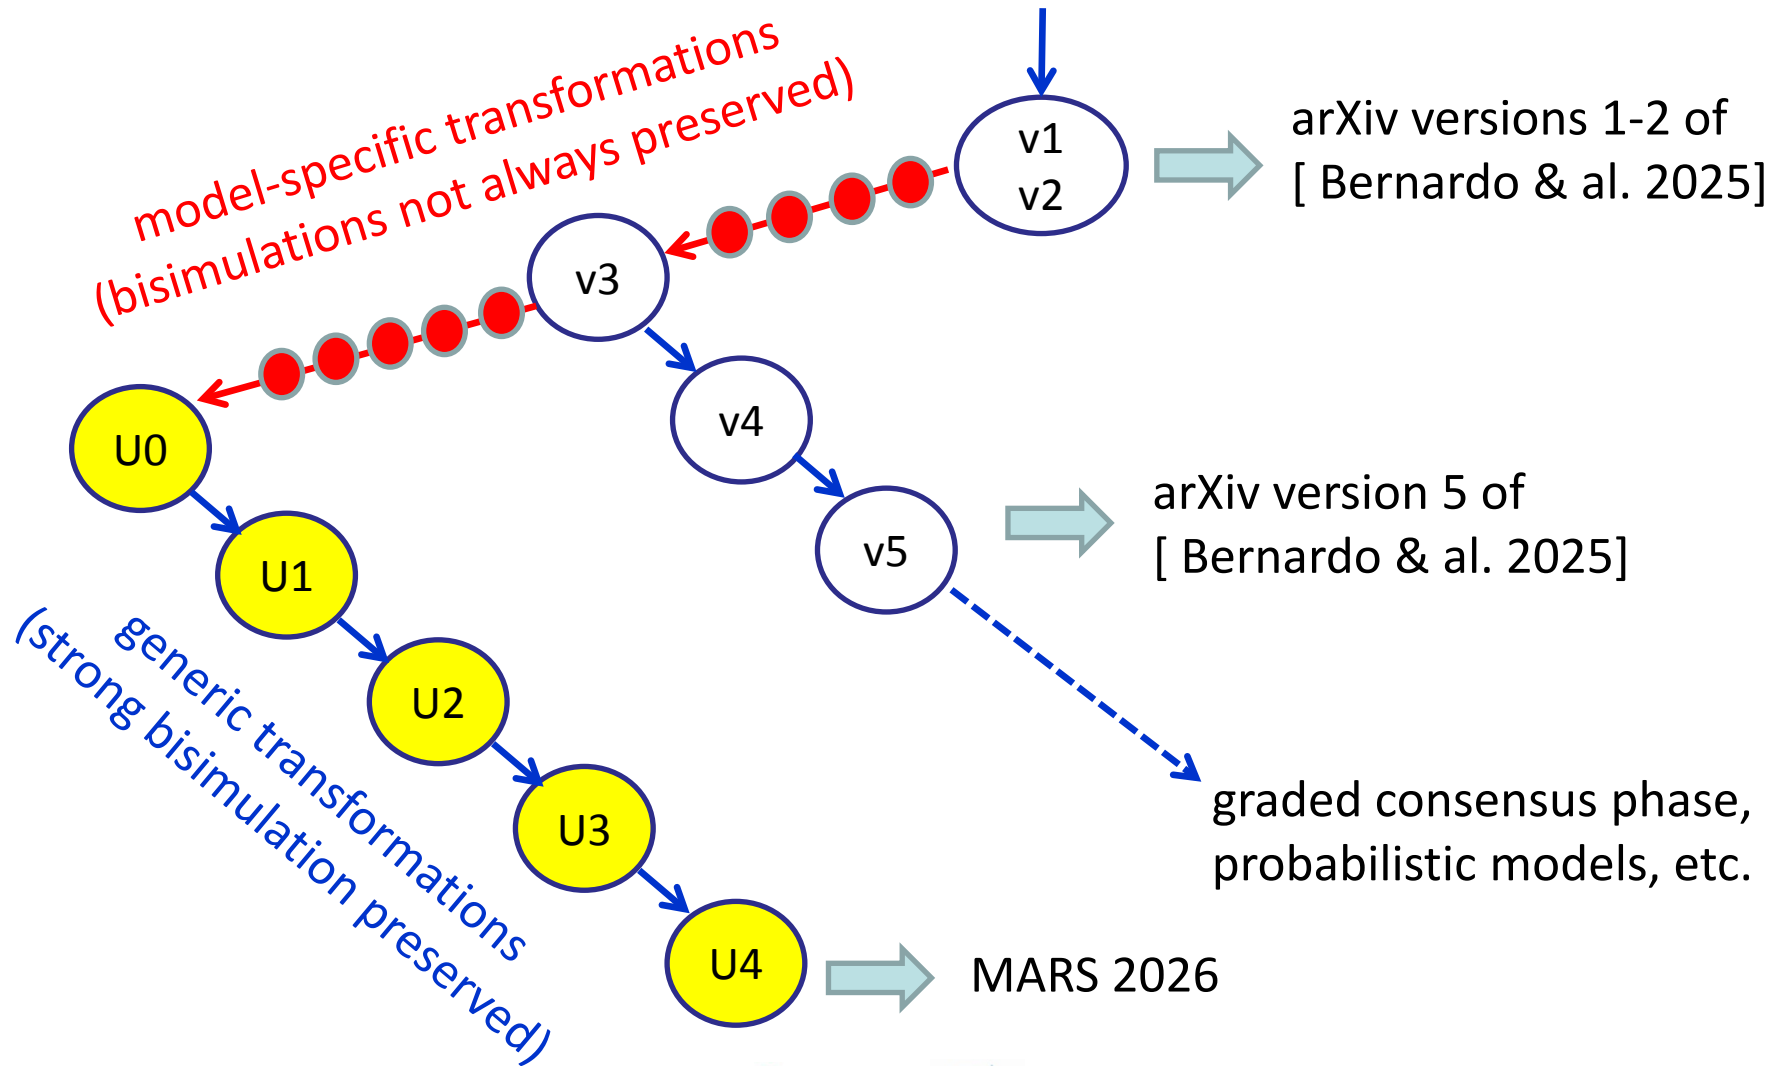 model-specific transformations
(bisimulations not always preserved)
v1
v2
arXiv versions 1-2 of
[ Bernardo & al. 2025]
v3
v4
U0
v5
arXiv version 5 of
[ Bernardo & al. 2025]
U1
generic transformations
(strong bisimulation preserved)
U2
U3
graded consensus phase,
probabilistic models, etc.
U4
MARS 2026